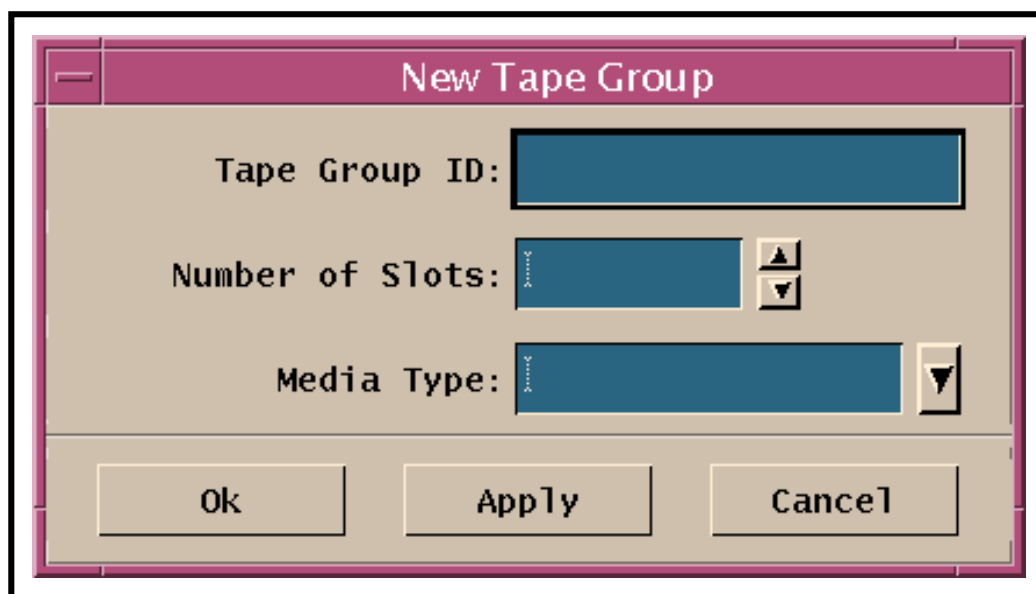 New Tape Group
Tape Group ID:
Number of Slots:
Media Type:
Ok Apply Cancel